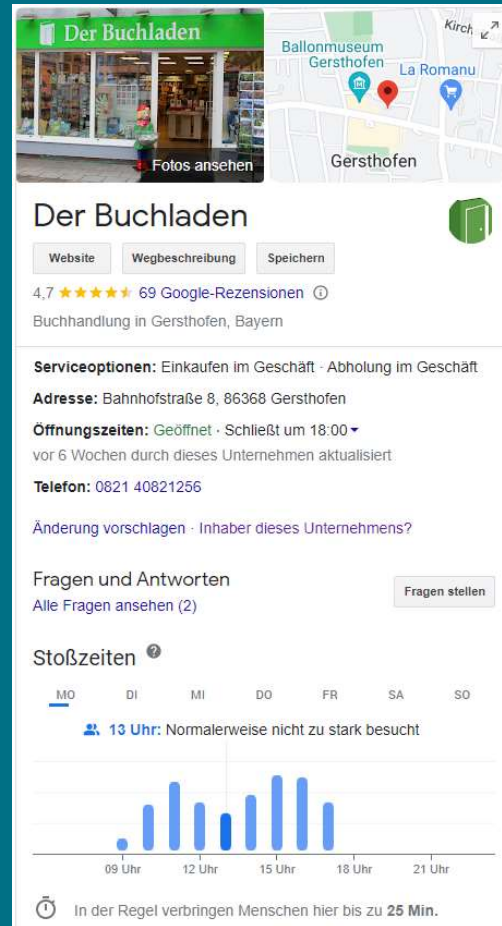 Der Buchladen
Fotos ansehen
Ballonmuseum
Gersthofen
La Romanu
Gersthofen
Der Buchladen
Website Wegbeschreibung Speichern
4,7 69 Google-Rezensionen
Buchhandlung in Gersthofen, Bayern
Serviceoptionen: Einkaufen im Geschäft · Abholung im Geschäft
Adresse: Bahnhofstraße 8, 86368 Gersthofen
Öffnungszeiten: Geöffnet · Schließt um 18:00
vor 6 Wochen durch dieses Unternehmen aktualisiert
Telefon: 0821 40821256
Änderung vorschlagen · Inhaber dieses Unternehmens?
Fragen und Antworten
Alle Fragen ansehen (2)
Fragen stellen
Stoßzeiten
MO DI MI DO FR SA SO
13 Uhr: Normalerweise nicht zu stark besucht
09 Uhr 12 Uhr 15 Uhr 18 Uhr 21 Uhr
In der Regel verbringen Menschen hier bis zu 25 Min.